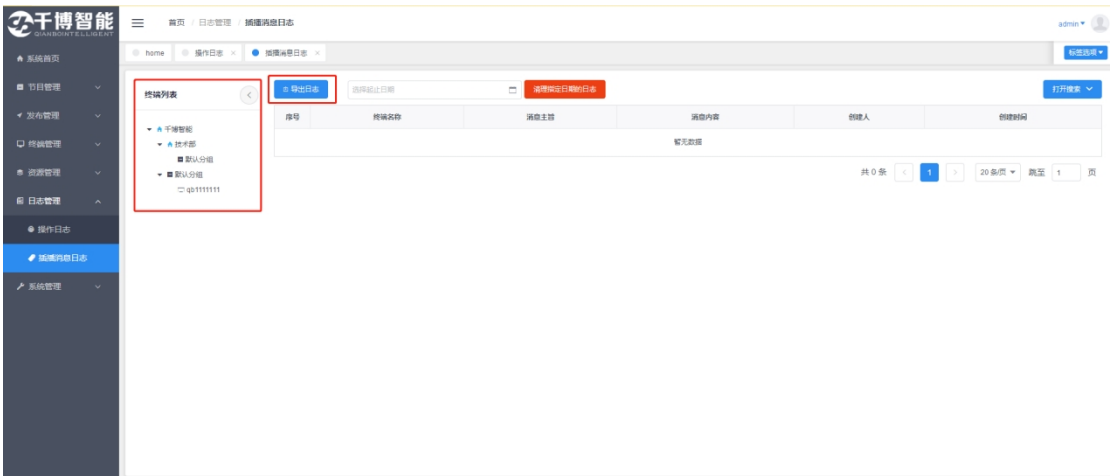 千博智能
QIANBOINTELLIGENT
首页 / 日志管理 / 插播消息日志
admin
系统首页
节目管理
发布管理
终端管理
资源管理
日志管理
操作日志
插播消息日志
系统管理
home 操作日志 × 插播消息日志 ×
标签选项
终端列表
千博智能
技术部
默认分组
默认分组
qb1111111
导出日志 选择起止日期 清理指定日期的日志 打开搜索
序号 终端名称 消息主题 消息内容 创建人 创建时间
暂无数据
共 0 条 < 1 > 20 条/页 跳至 1 页